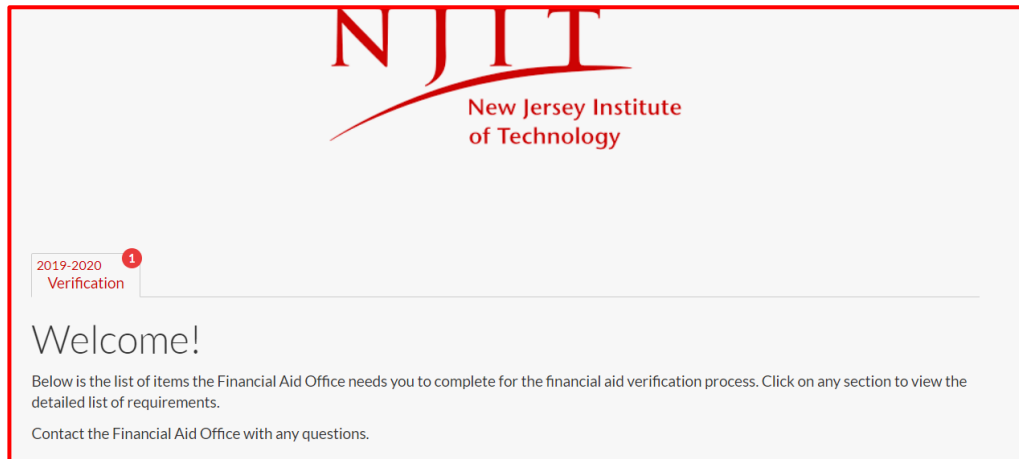 NJIT
New Jersey Institute
of Technology
2019-2020
1
Verification
Welcome!
Below is the list of items the Financial Aid Office needs you to complete for the financial aid verification process. Click on any section to view the
detailed list of requirements.
Contact the Financial Aid Office with any questions.